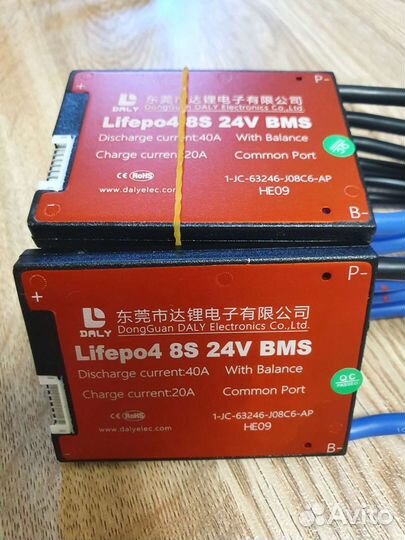 +
P-
DALY
东莞市达锂电子有限公司
DongGuan DALY Electronics Co.,Ltd.
Lifepo4 8S 24V BMS
Discharge current:40A With Balance
Charge current:20A Common Port
CE RoHS
www.dalyelec.com
1-JC-63246-J08C6-AP
HE09
-
B-
+
P-
DALY
东莞市达锂电子有限公司
DongGuan DALY Electronics Co.,Ltd.
Lifepo4 8S 24V BMS
Discharge current:40A With Balance
QC
PASSED
Charge current:20A Common Port
CE RoHS
www.dalyelec.com
1-JC-63246-J08C6-AP
HE09
-
B-
Avito